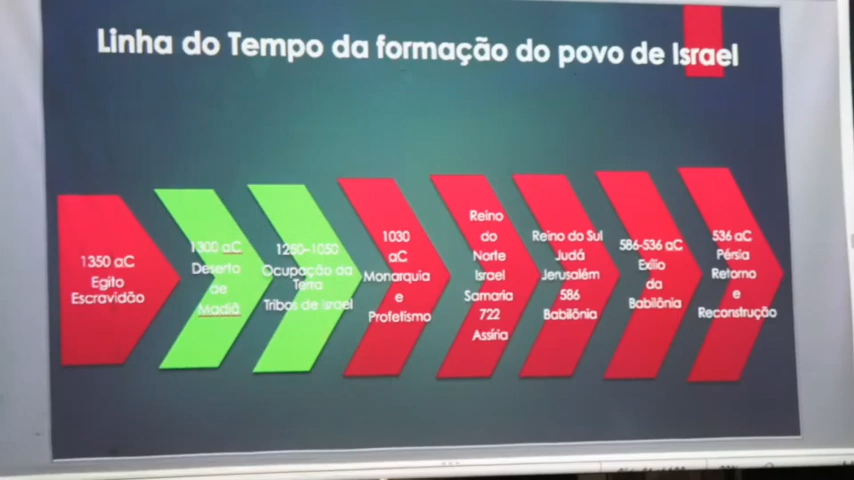 Linha do Tempo da formação do povo de Israel
1350 aC
Egito
Escravidão
1300 aC
Deserto
de
Madiã
1250-1050
Ocupação da
Terra
Tribos de Israel
1030
aC
Monarquia
e
Profetismo
Reino
do
Norte
Israel
Samaria
722
Assíria
Reino do Sul
Judá
Jerusalém
586
Babilônia
586-536 aC
Exílio
da
Babilônia
536 aC
Pérsia
Retorno
e
Reconstrução